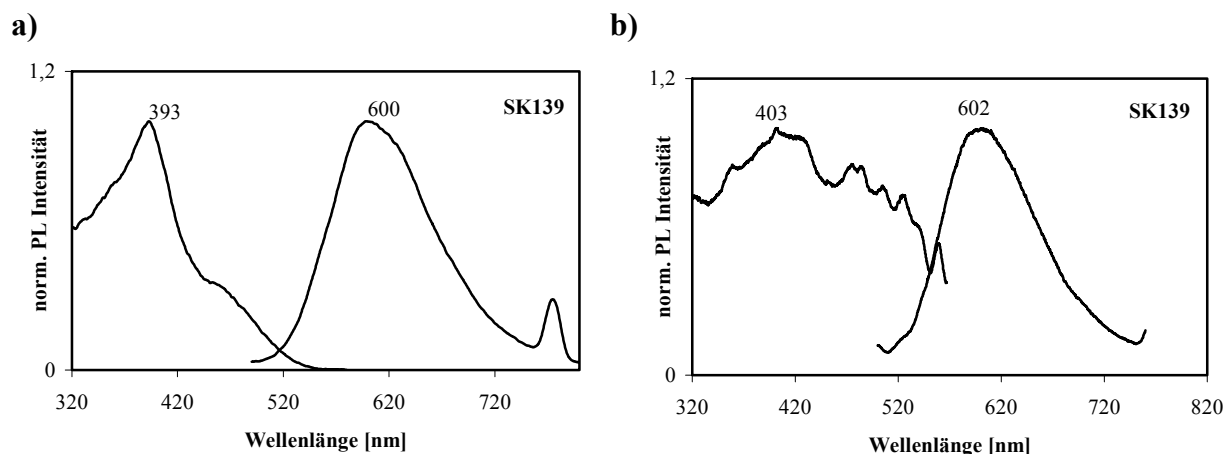 a)
1,2
393
600
SK139
norm. PL Intensität
0
320 420 520 620 720
Wellenlänge [nm]
b)
1,2
403
602
SK139
norm. PL Intensität
0
320 420 520 620 720 820
Wellenlänge [nm]